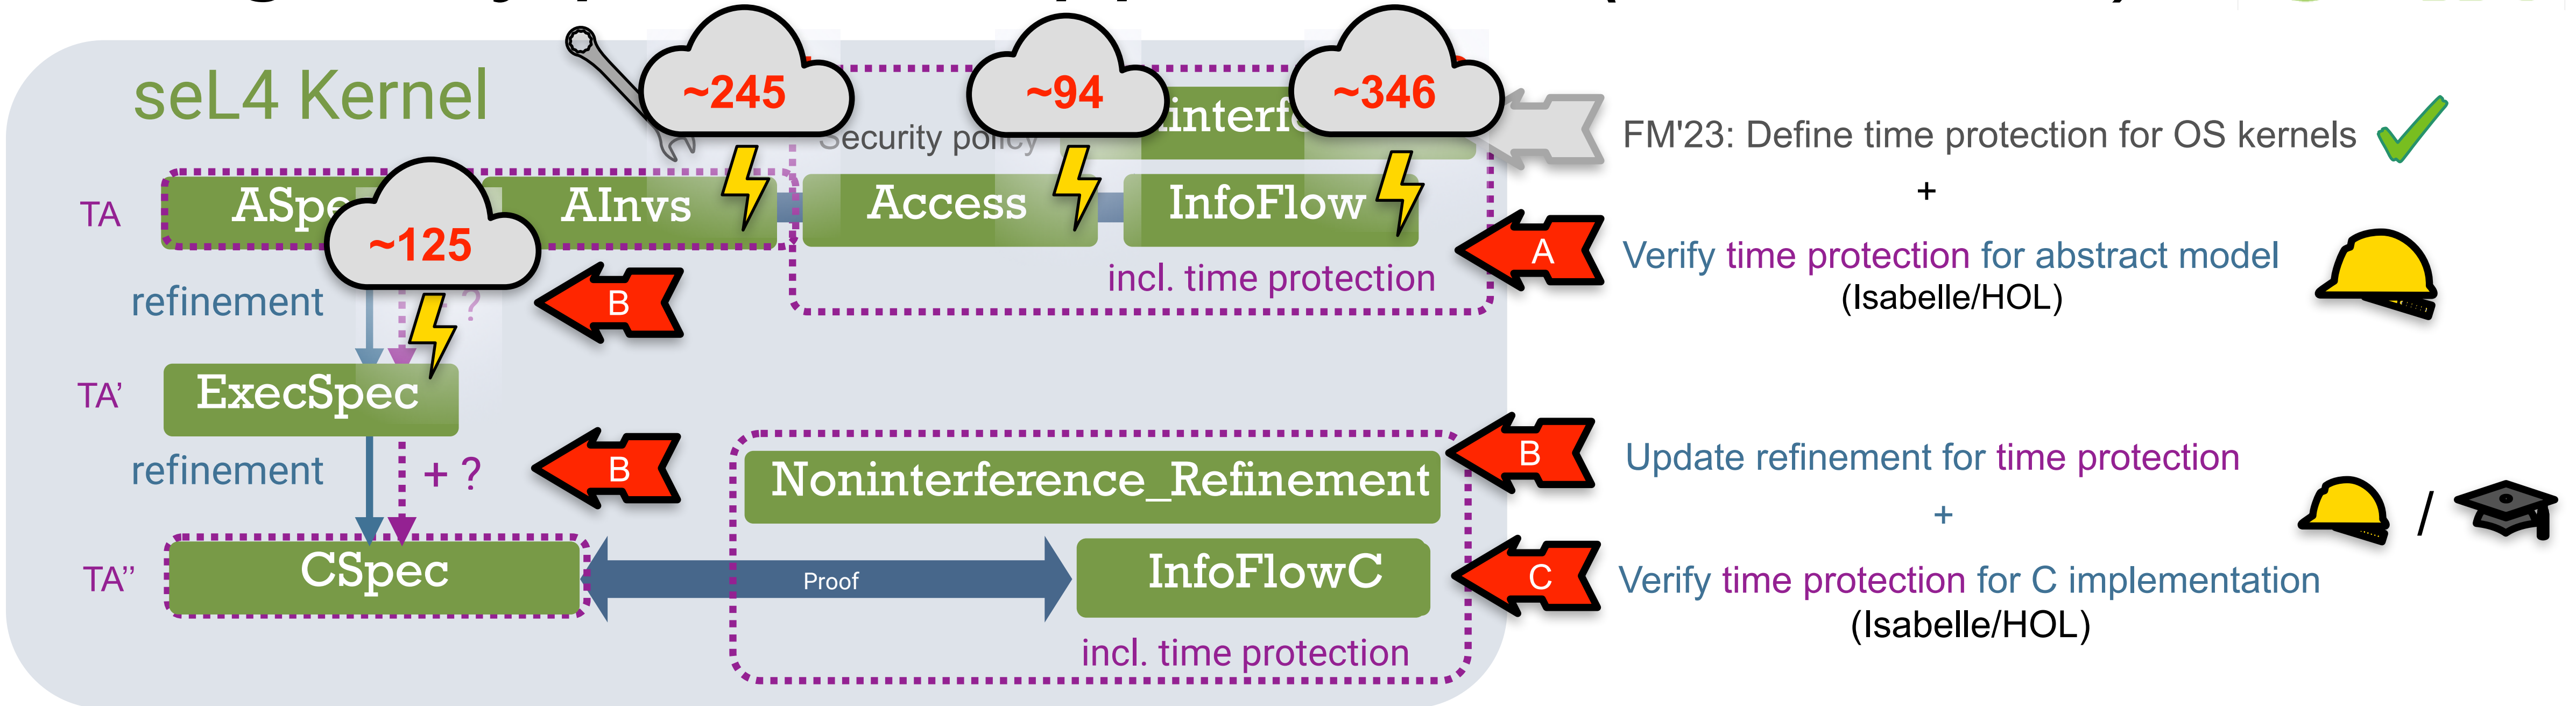 seL4 Kernel
~245
~94
~346
Security policy
FM'23: Define time protection for OS kernels
+
TA
AInvs
Access
InfoFlow
~125
A
Verify time protection for abstract model
(Isabelle/HOL)
incl. time protection
refinement
?
B
TA'
ExecSpec
refinement
+ ?
B
B
Update refinement for time protection
Noninterference_Refinement
+
/
TA''
CSpec
Proof
InfoFlowC
C
Verify time protection for C implementation
(Isabelle/HOL)
incl. time protection